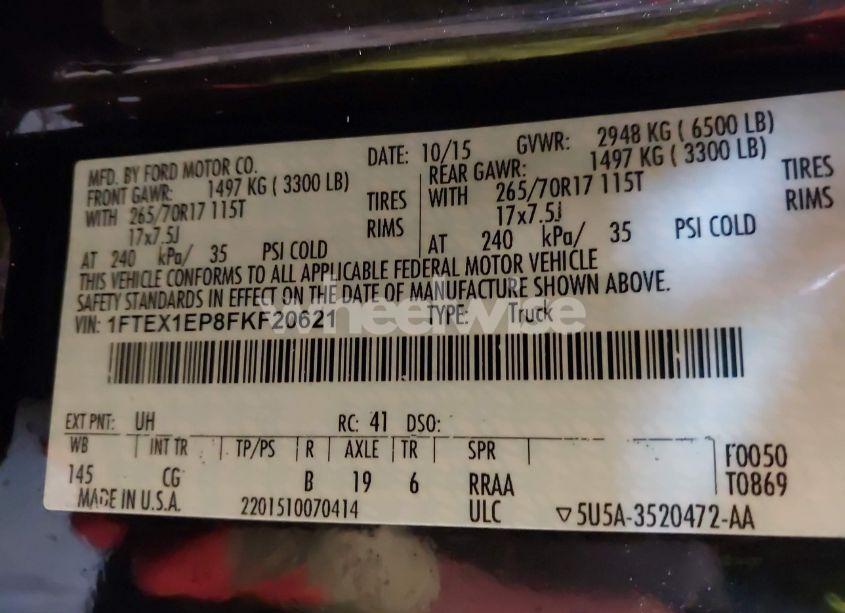 MFD. BY FORD MOTOR CO.
DATE: 10/15
GVWR: 2948 KG ( 6500 LB)
FRONT GAWR: 1497 KG ( 3300 LB)
REAR GAWR: 1497 KG ( 3300 LB)
WITH 265/70R17 115T TIRES
WITH 265/70R17 115T TIRES
17x7.5J RIMS
17x7.5J RIMS
AT 240 kPa/ 35 PSI COLD
AT 240 kPa/ 35 PSI COLD
THIS VEHICLE CONFORMS TO ALL APPLICABLE FEDERAL MOTOR VEHICLE
SAFETY STANDARDS IN EFFECT ON THE DATE OF MANUFACTURE SHOWN ABOVE.
VIN: 1FTEX1EP8FKF20621 TYPE: Truck
wheelerwise
EXT PNT: UH RC: 41 DSO:
WB INT TR TP/PS R AXLE TR SPR
F0050
145 CG B 19 6 RRAA
T0869
MADE IN U.S.A. 2201510070414 ULC ▽5U5A-3520472-AA